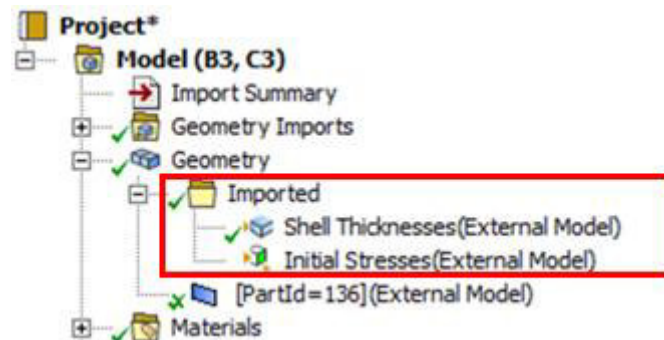 Project*
Model (B3, C3)
Import Summary
Geometry Imports
Geometry
Imported
Shell Thicknesses(External Model)
Initial Stresses(External Model)
[PartId=136](External Model)
Materials